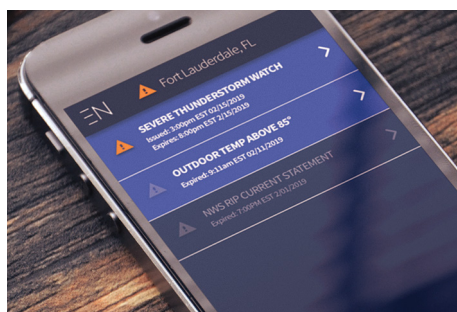 Fort Lauderdale, FL
SEVERE THUNDERSTORM WATCH
Issued: 3:00pm EST 02/15/2019
Expires: 8:00pm EST 2/15/2019
OUTDOOR TEMP ABOVE 85°
Expired: 9:11am EST 02/11/2019
NWS RIP CURRENT STATEMENT
Expired: 7:00PM EST 2/01/2019